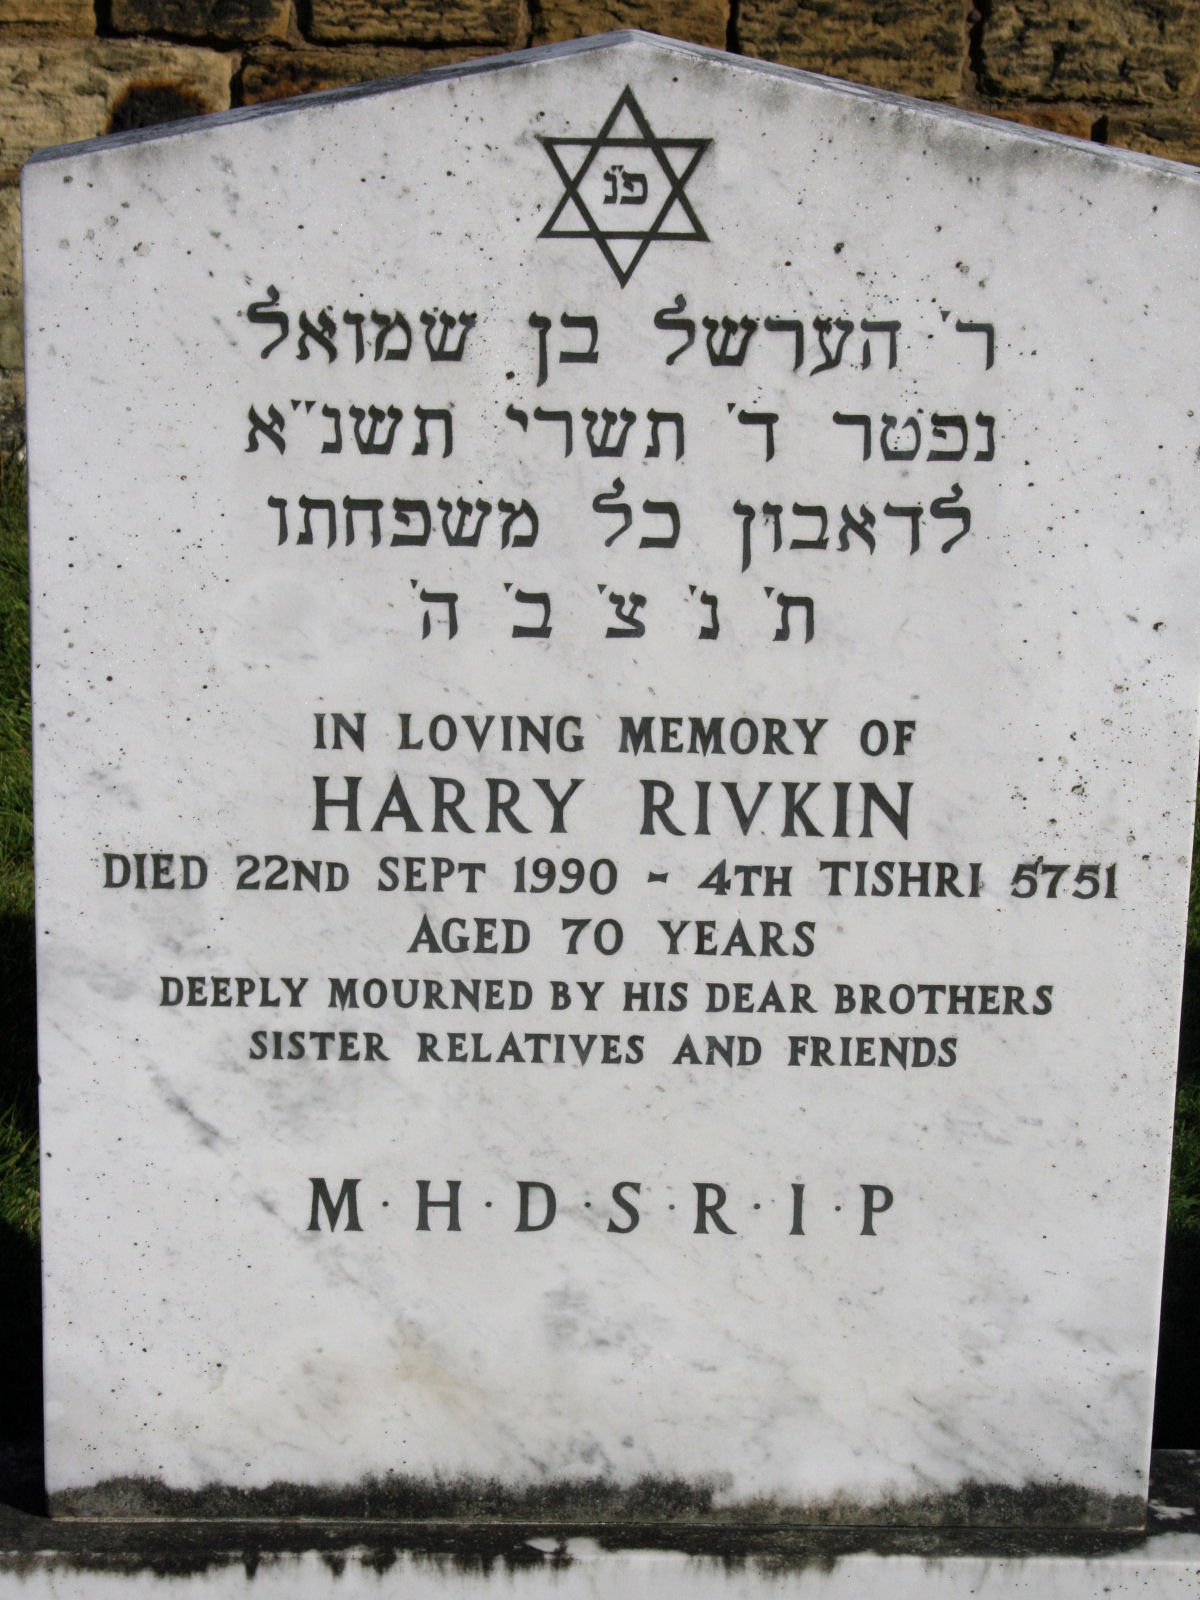 פ״נ
ר' הערשל בן שמואל
נפטר ד' תשרי תשנ״א
לדאבון כל משפחתו
ת' נ' צ' ב' ה'
IN LOVING MEMORY OF
HARRY RIVKIN
DIED 22ND SEPT 1990 - 4TH TISHRI 5751
AGED 70 YEARS
DEEPLY MOURNED BY HIS DEAR BROTHERS
SISTER RELATIVES AND FRIENDS
M·H·D·S·R·I·P